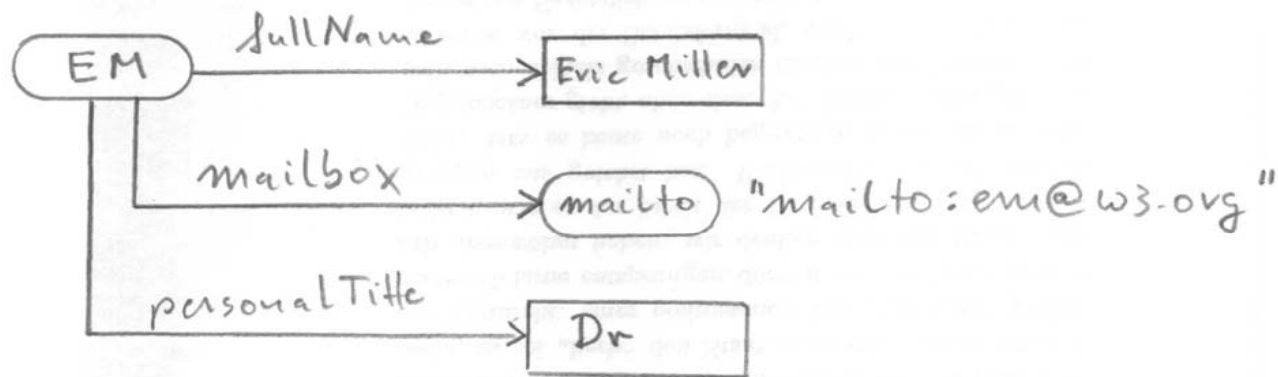 fullName
EM
Eric Miller
mailbox
mailto "mailto:em@w3.org"
personalTitle
Dr